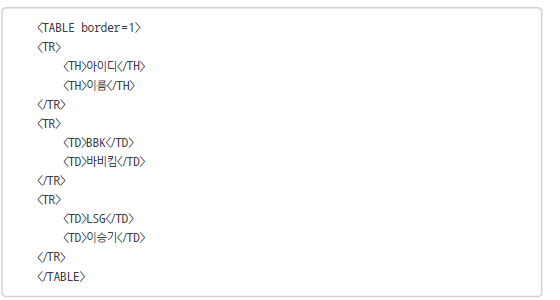 <TABLE border=1>
<TR>
<TH>아이디</TH>
<TH>이름</TH>
</TR>
<TR>
<TD>BBK</TD>
<TD>바비킴</TD>
</TR>
<TR>
<TD>LSG</TD>
<TD>이승기</TD>
</TR>
</TABLE>